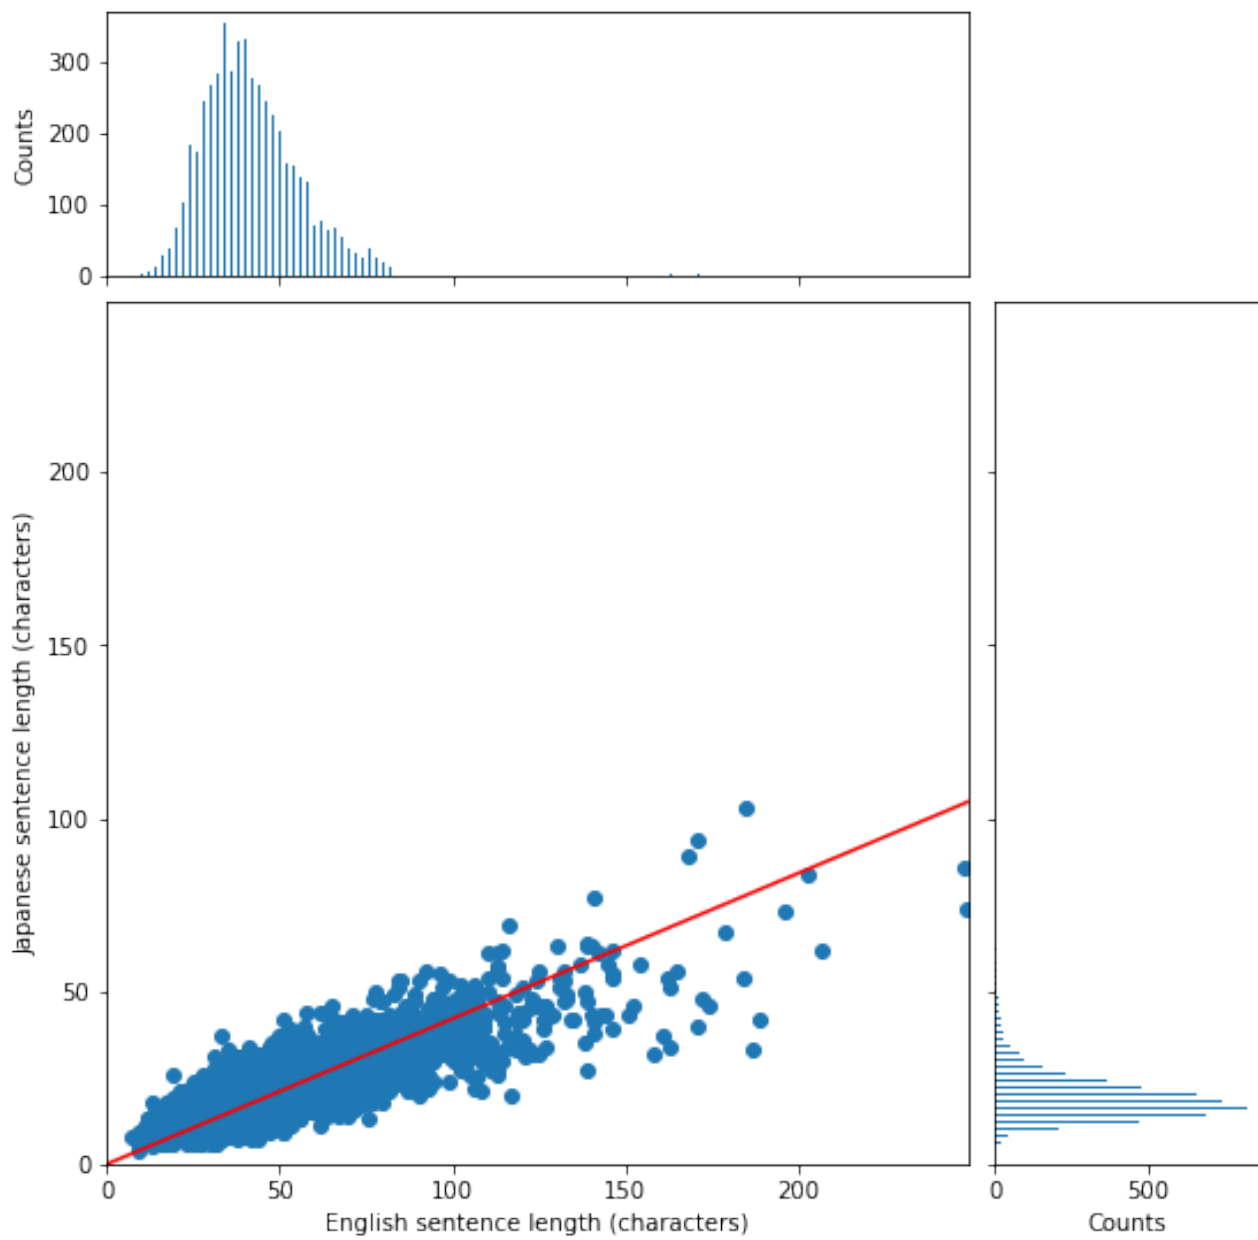 300
200
100
0
Counts
200
150
100
50
0
Japanese sentence length (characters)
0 50 100 150 200
English sentence length (characters)
0 500
Counts